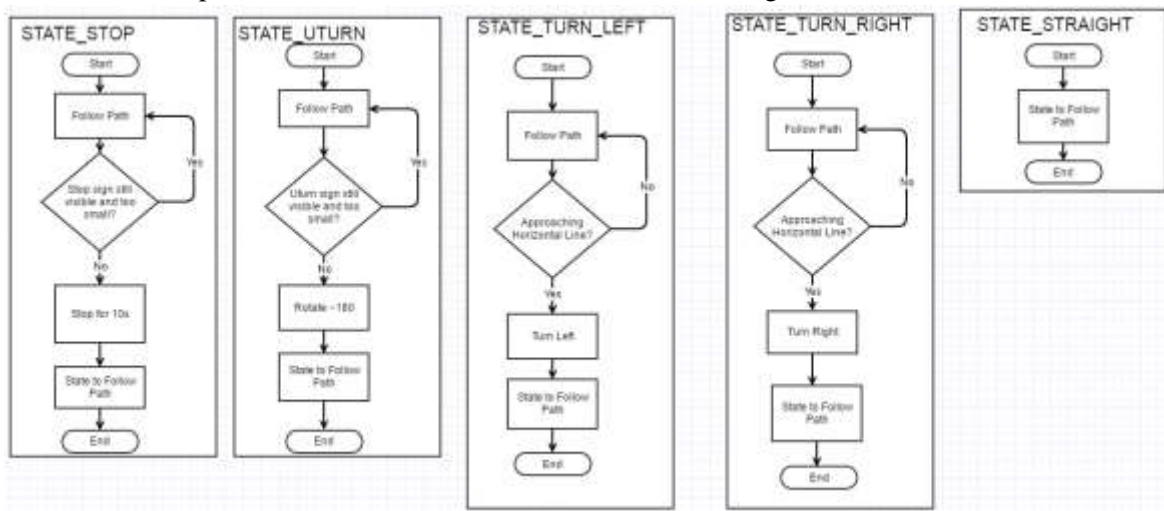 STATE_STOP
Start
Follow Path
Yes
Stop sign still
visible and too
small?
No
Stop for 10s
State to Follow
Path
End
STATE_UTURN
Start
Follow Path
Yes
Uturn sign still
visible and too
small?
No
Rotate ~180
State to Follow
Path
End
STATE_TURN_LEFT
Start
Follow Path
No
Approaching
Horizontal Line?
Yes
Turn Left
State to Follow
Path
End
STATE_TURN_RIGHT
Start
Follow Path
No
Approaching
Horizontal Line?
Yes
Turn Right
State to Follow
Path
End
STATE_STRAIGHT
Start
State to Follow
Path
End